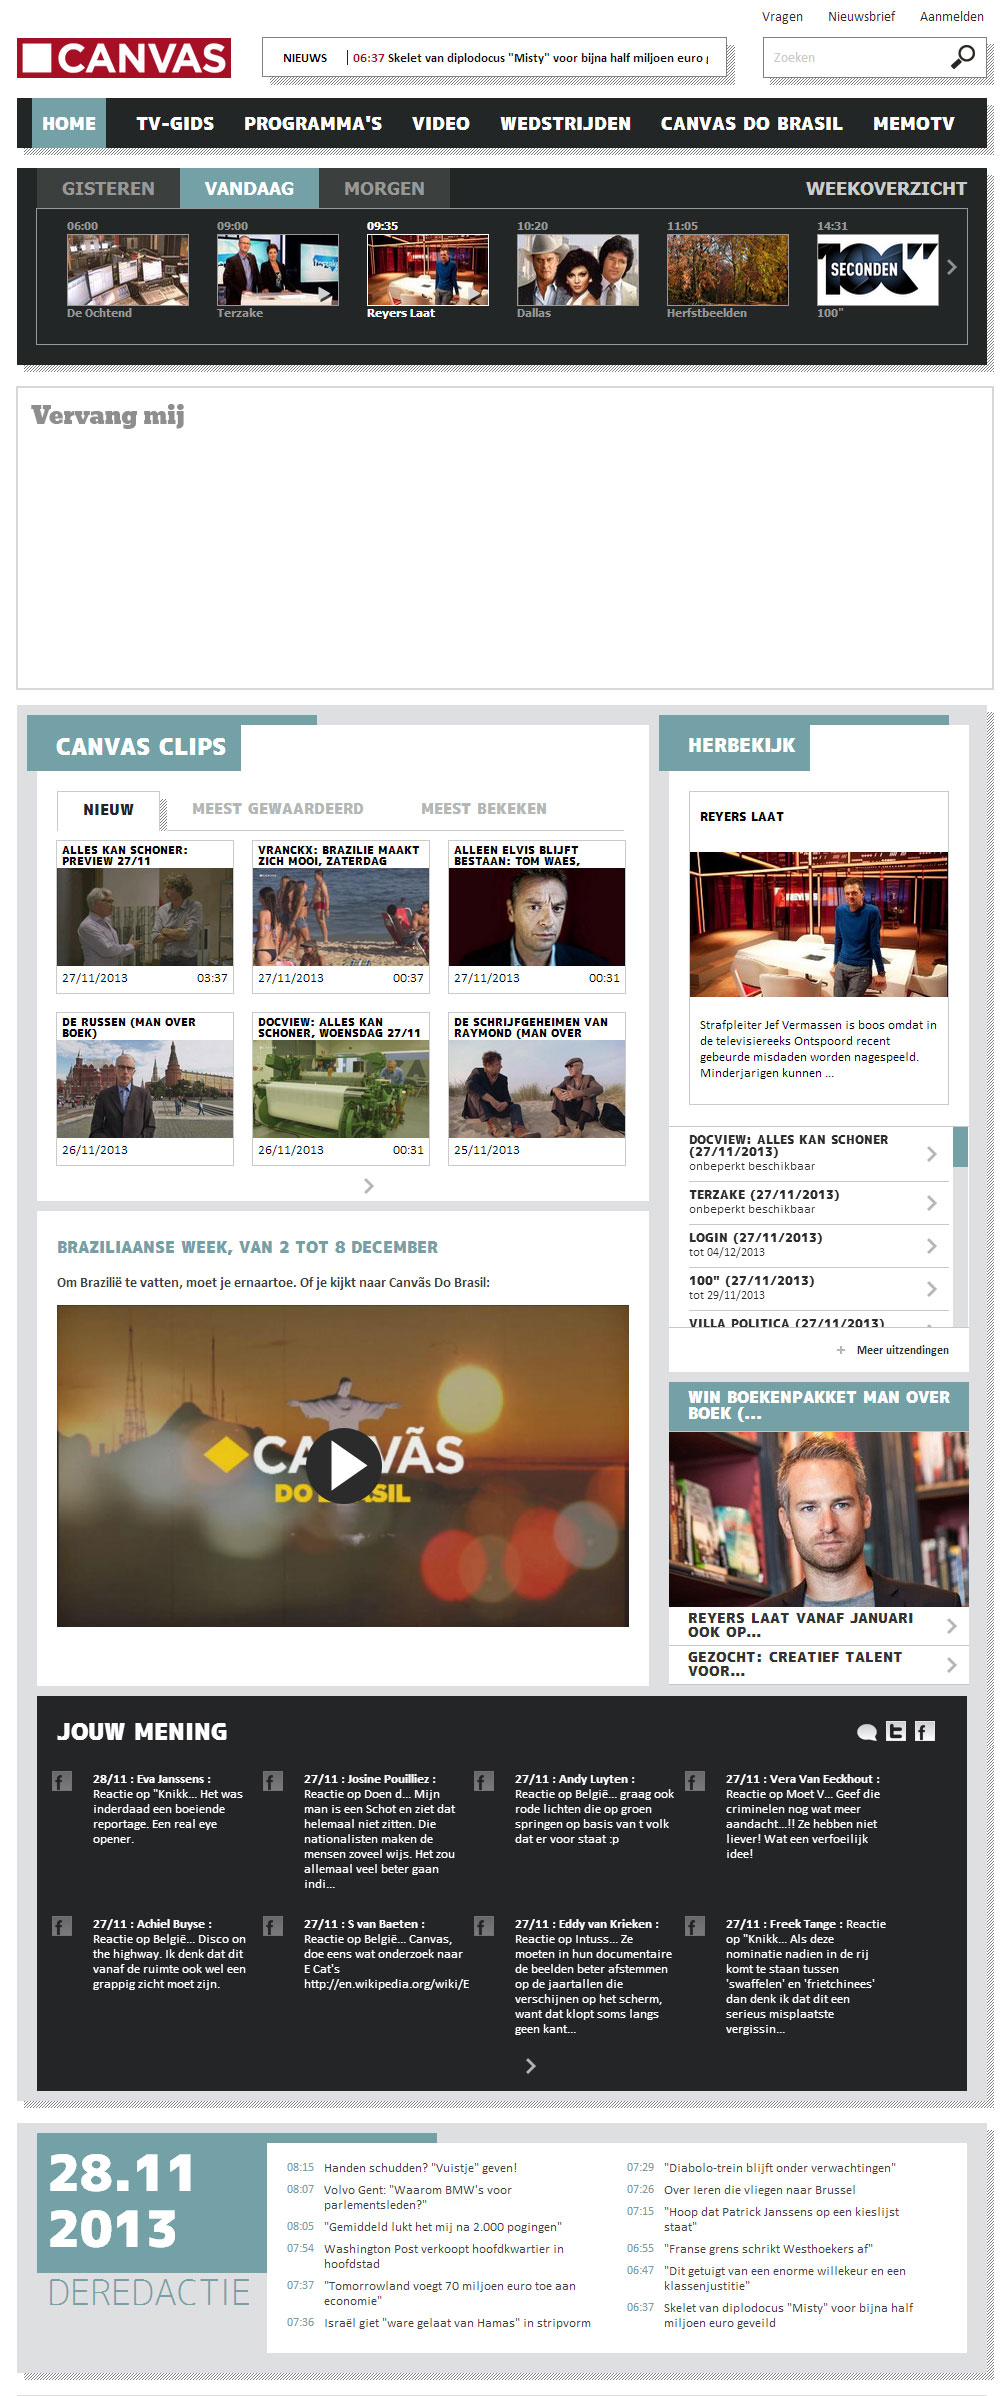 Vragen Nieuwsbrief Aanmelden
CANVAS
NIEUWS 06:37 Skelet van diplodocus "Misty" voor bijna half miljoen euro
Zoeken
HOME TV-GIDS PROGRAMMA'S VIDEO WEDSTRIJDEN CANVAS DO BRASIL MEMOTV
GISTEREN VANDAAG MORGEN WEEKOVERZICHT
06:00 09:00 09:35 10:20 11:05 14:31
100"
SECONDEN
De Ochtend Terzake Reyers Laat Dallas Herfstbeelden 100"
Vervang mij
CANVAS CLIPS
NIEUW MEEST GEWAARDEERD MEEST BEKEKEN
ALLES KAN SCHONER:
PREVIEW 27/11
27/11/2013 03:37
VRANCKX: BRAZILIE MAAKT
ZICH MOOI, ZATERDAG
27/11/2013 00:37
ALLEEN ELVIS BLIJFT
BESTAAN: TOM WAES,
27/11/2013 00:31
DE RUSSEN (MAN OVER
BOEK)
26/11/2013
DOCVIEW: ALLES KAN
SCHONER, WOENSDAG 27/11
26/11/2013 00:31
DE SCHRIJFGEHEIMEN VAN
RAYMOND (MAN OVER
25/11/2013
BRAZILIAANSE WEEK, VAN 2 TOT 8 DECEMBER
Om Brazilië te vatten, moet je ernaartoe. Of je kijkt naar Canvãs Do Brasil:
HERBEKIJK
REYERS LAAT
Strafpleiter Jef Vermassen is boos omdat in
de televisiereeks Ontspoord recent
gebeurde misdaden worden nagespeeld.
Minderjarigen kunnen ...
DOCVIEW: ALLES KAN SCHONER
(27/11/2013)
onbeperkt beschikbaar
TERZAKE (27/11/2013)
onbeperkt beschikbaar
LOGIN (27/11/2013)
tot 04/12/2013
100" (27/11/2013)
tot 29/11/2013
VILLA POLITICA (27/11/2013)
+ Meer uitzendingen
WIN BOEKENPAKKET MAN OVER
BOEK (...
REYERS LAAT VANAF JANUARI
OOK OP...
GEZOCHT: CREATIEF TALENT
VOOR...
JOUW MENING
28/11 : Eva Janssens :
Reactie op "Knikk... Het was
inderdaad een boeiende
reportage. Een real eye
opener.
27/11 : Josine Pouilliez :
Reactie op Doen d... Mijn
man is een Schot en ziet dat
helemaal niet zitten. Die
nationalisten maken de
mensen zoveel wijs. Het zou
allemaal veel beter gaan
indi...
27/11 : Andy Luyten :
Reactie op België... graag ook
rode lichten die op groen
springen op basis van t volk
dat er voor staat :p
27/11 : Vera Van Eeckhout :
Reactie op Moet V... Geef die
criminelen nog wat meer
aandacht...!! Ze hebben niet
liever! Wat een verfoeilijk
idee!
27/11 : Achiel Buyse :
Reactie op België... Disco on
the highway. Ik denk dat dit
vanaf de ruimte ook wel een
grappig zicht moet zijn.
27/11 : S van Baeten :
Reactie op België... Canvas,
doe eens wat onderzoek naar
E Cat's
http://en.wikipedia.org/wiki/E
27/11 : Eddy van Krieken :
Reactie op Intuss... Ze
moeten in hun documentaire
de beelden beter afstemmen
op de jaartallen die
verschijnen op het scherm,
want dat klopt soms langs
geen kant...
27/11 : Freek Tange : Reactie
op "Knikk... Als deze
nominatie nadien in de rij
komt te staan tussen
'swaffelen' en 'frietchinees'
dan denk ik dat dit een
serieus misplaatste
vergissin...
28.11
2013
DEREDACTIE
08:15 Handen schudden? "Vuistje" geven!
08:07 Volvo Gent: "Waarom BMW's voor
parlementsleden?"
08:05 "Gemiddeld lukt het mij na 2.000 pogingen"
07:54 Washington Post verkoopt hoofdkwartier in
hoofdstad
07:37 "Tomorrowland voegt 70 miljoen euro toe aan
economie"
07:36 Israël giet "ware gelaat van Hamas" in stripvorm
07:29 "Diabolo-trein blijft onder verwachtingen"
07:26 Over Ieren die vliegen naar Brussel
07:15 "Hoop dat Patrick Janssens op een kieslijst
staat"
06:55 "Franse grens schrikt Westhoekers af"
06:47 "Dit getuigt van een enorme willekeur en een
klassenjustitie"
06:37 Skelet van diplodocus "Misty" voor bijna half
miljoen euro geveild